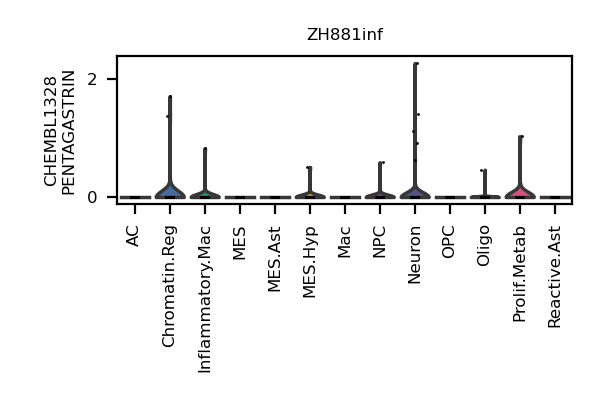 ZH881inf
CHEMBL1328
PENTAGASTRIN
2
0
AC
Chromatin.Reg
Inflammatory.Mac
MES
MES.Ast
MES.Hyp
Mac
NPC
Neuron
OPC
Oligo
Prolif.Metab
Reactive.Ast